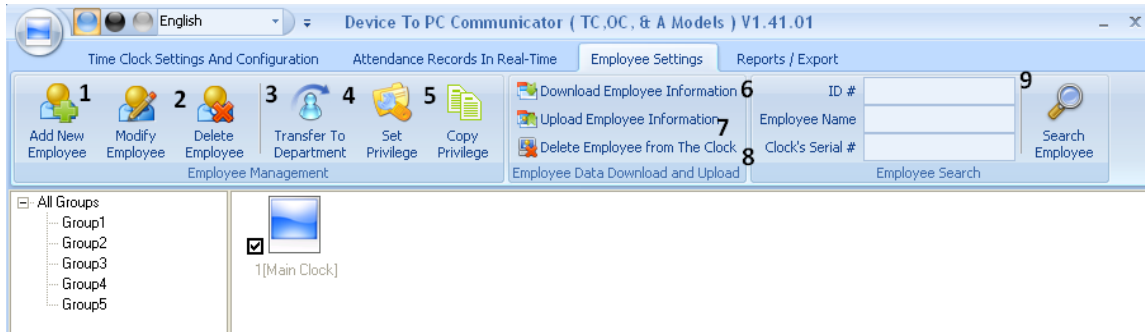 English
Device To PC Communicator ( TC,OC, & A Models ) V1.41.01
Time Clock Settings And Configuration Attendance Records In Real-Time Employee Settings Reports / Export
1 2 3 4 5
Add New Employee
Modify Employee
Delete Employee
Transfer To Department
Set Privilege
Copy Privilege
Employee Management
Download Employee Information 6
Upload Employee Information 7
Delete Employee from The Clock 8
Employee Data Download and Upload
ID #
Employee Name
Clock's Serial #
9
Search Employee
Employee Search
All Groups
Group1
Group2
Group3
Group4
Group5
1[Main Clock]